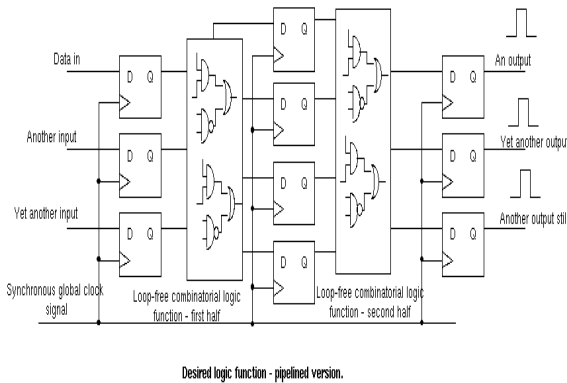 Data in
D Q
Another input
D Q
Yet another input
D Q
Synchronous global clock
signal
Loop-free combinatorial logic
function - first half
D Q
D Q
D Q
D Q
Loop-free combinatorial logic
function - second half
D Q
An output
D Q
Yet another outpu
D Q
Another output stil
Desired logic function - pipelined version.